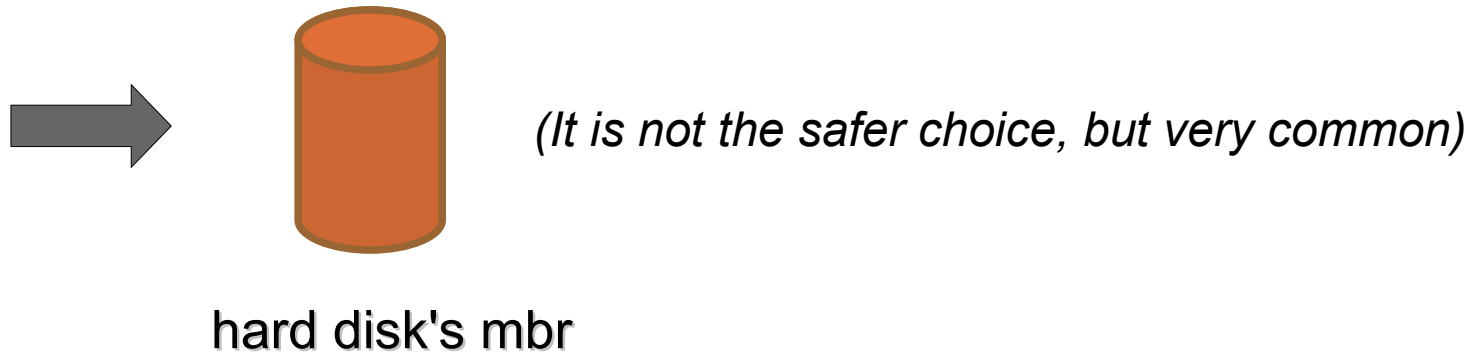 (It is not the safer choice, but very common)
hard disk's mbr